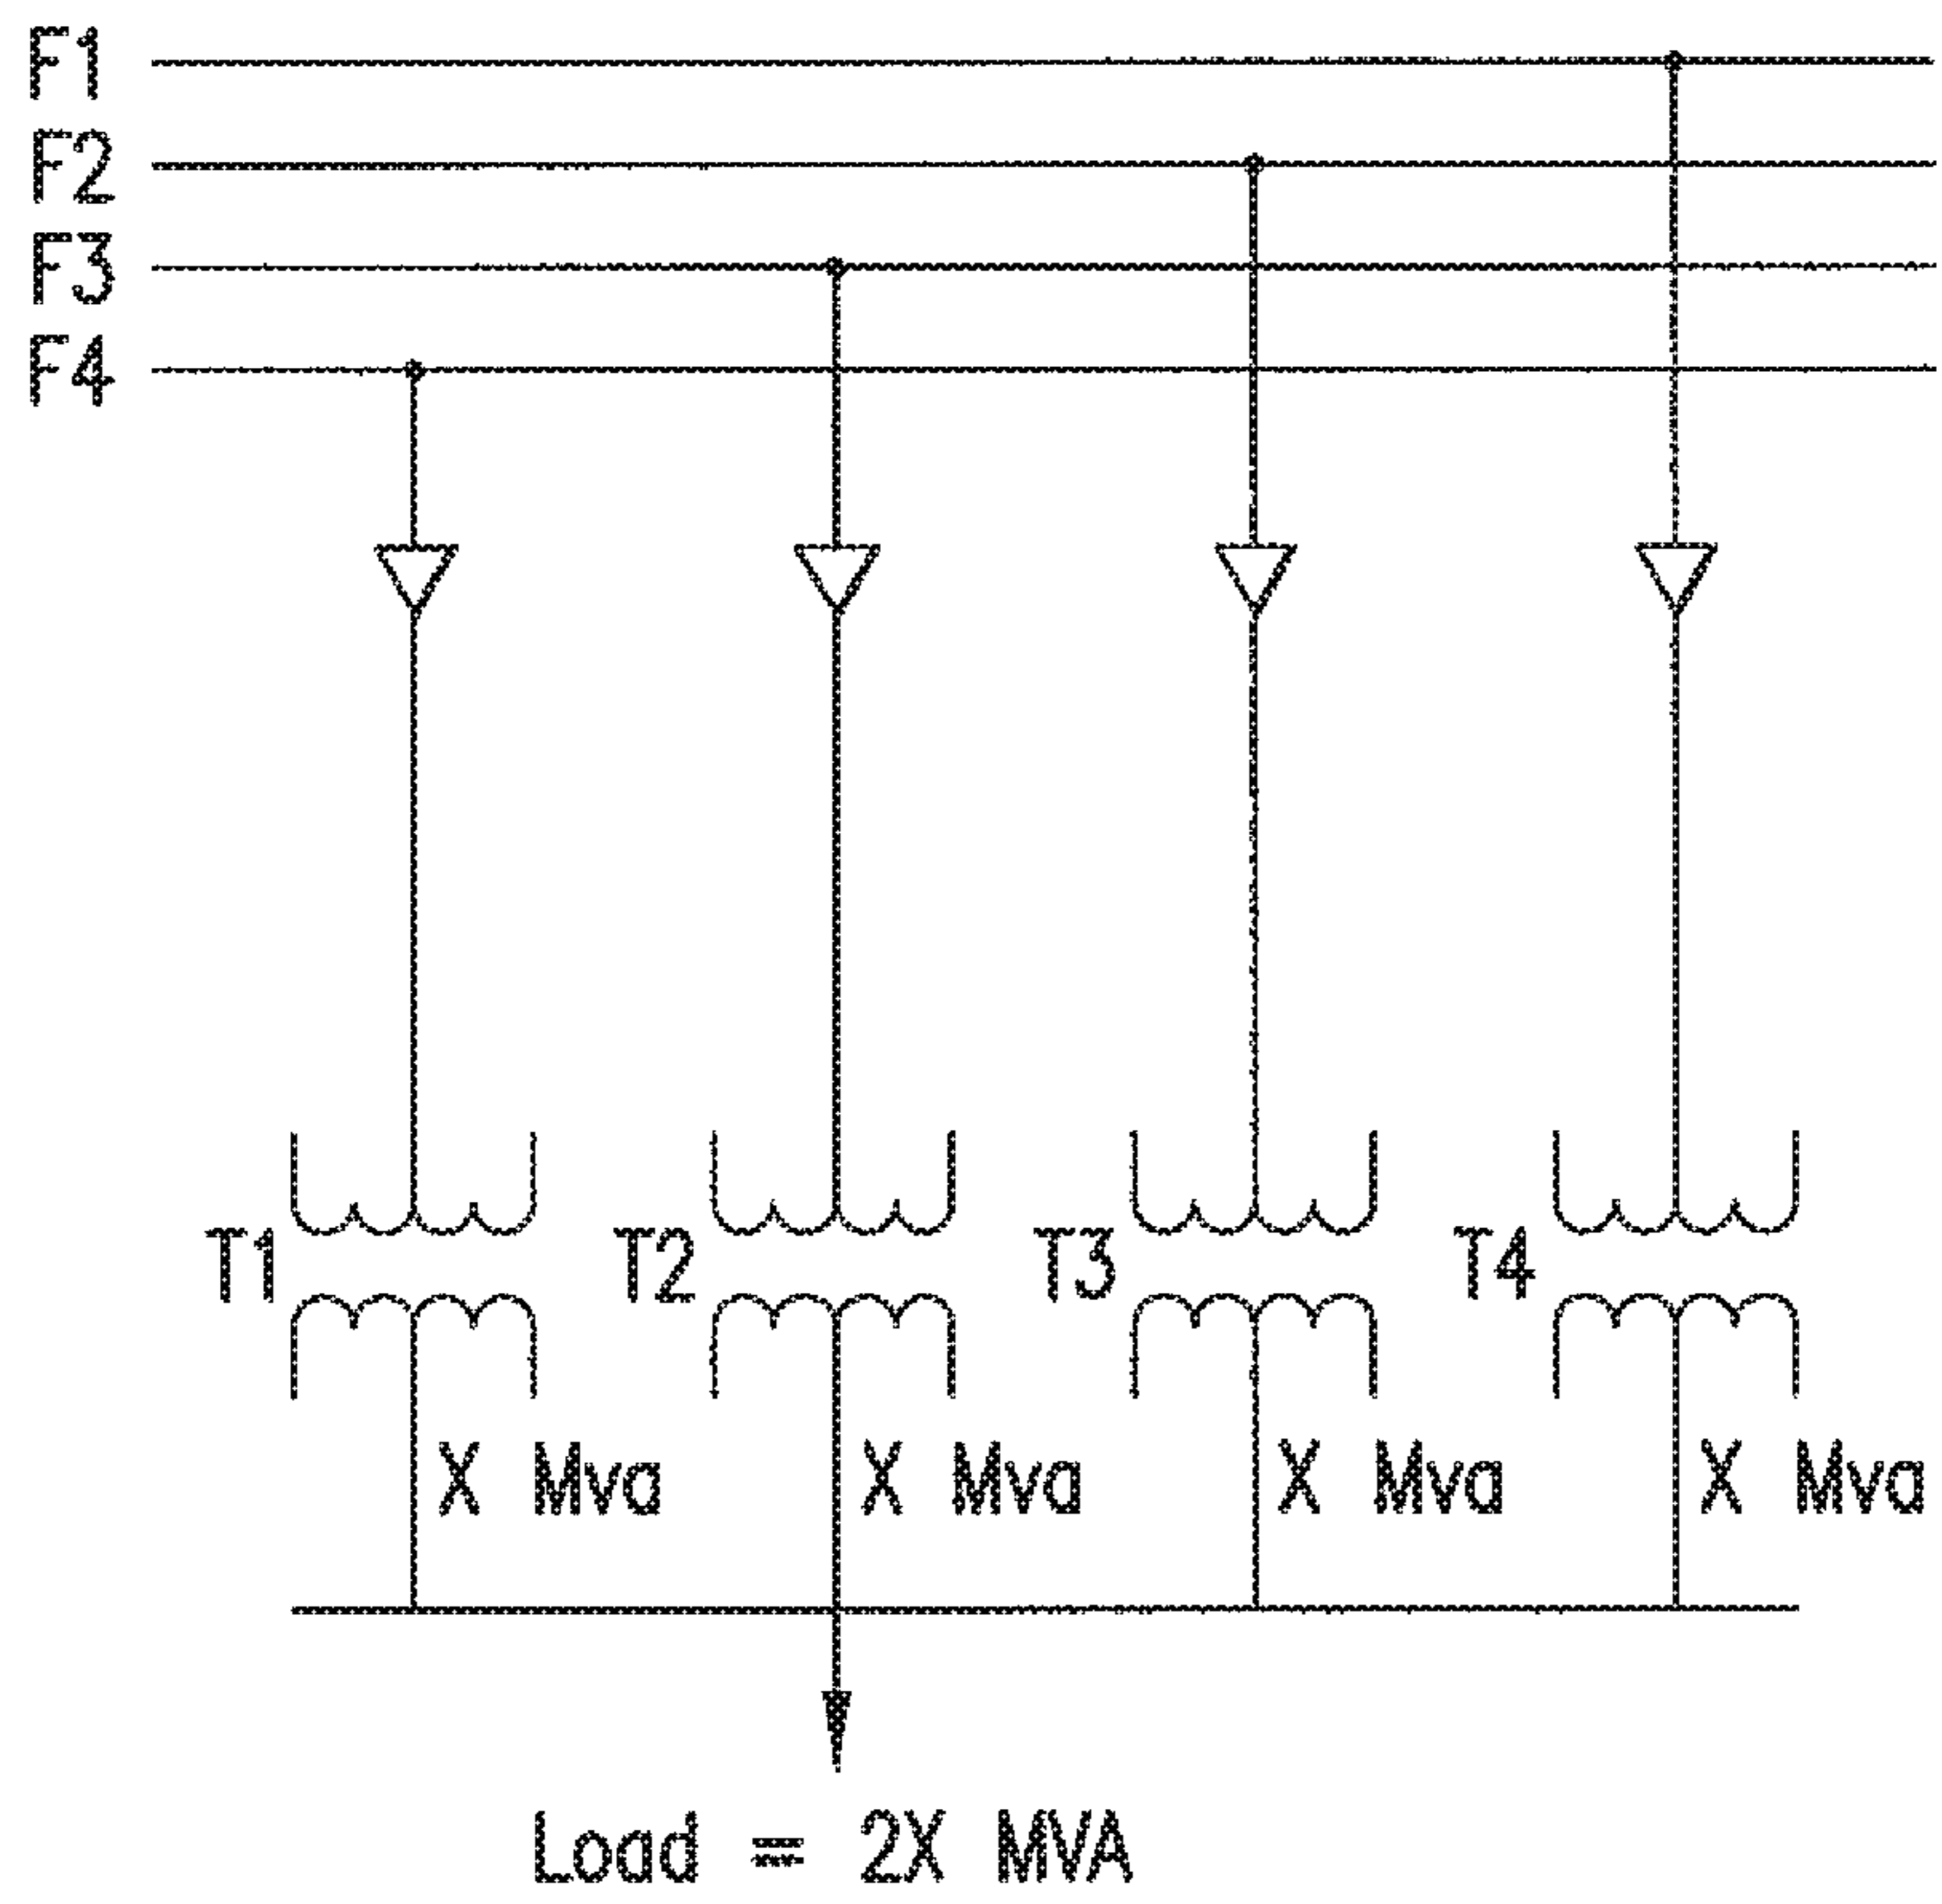 F1
F2
F3
F4
T1 T2 T3 T4
X Mva X Mva X Mva X Mva
Load = 2X MVA